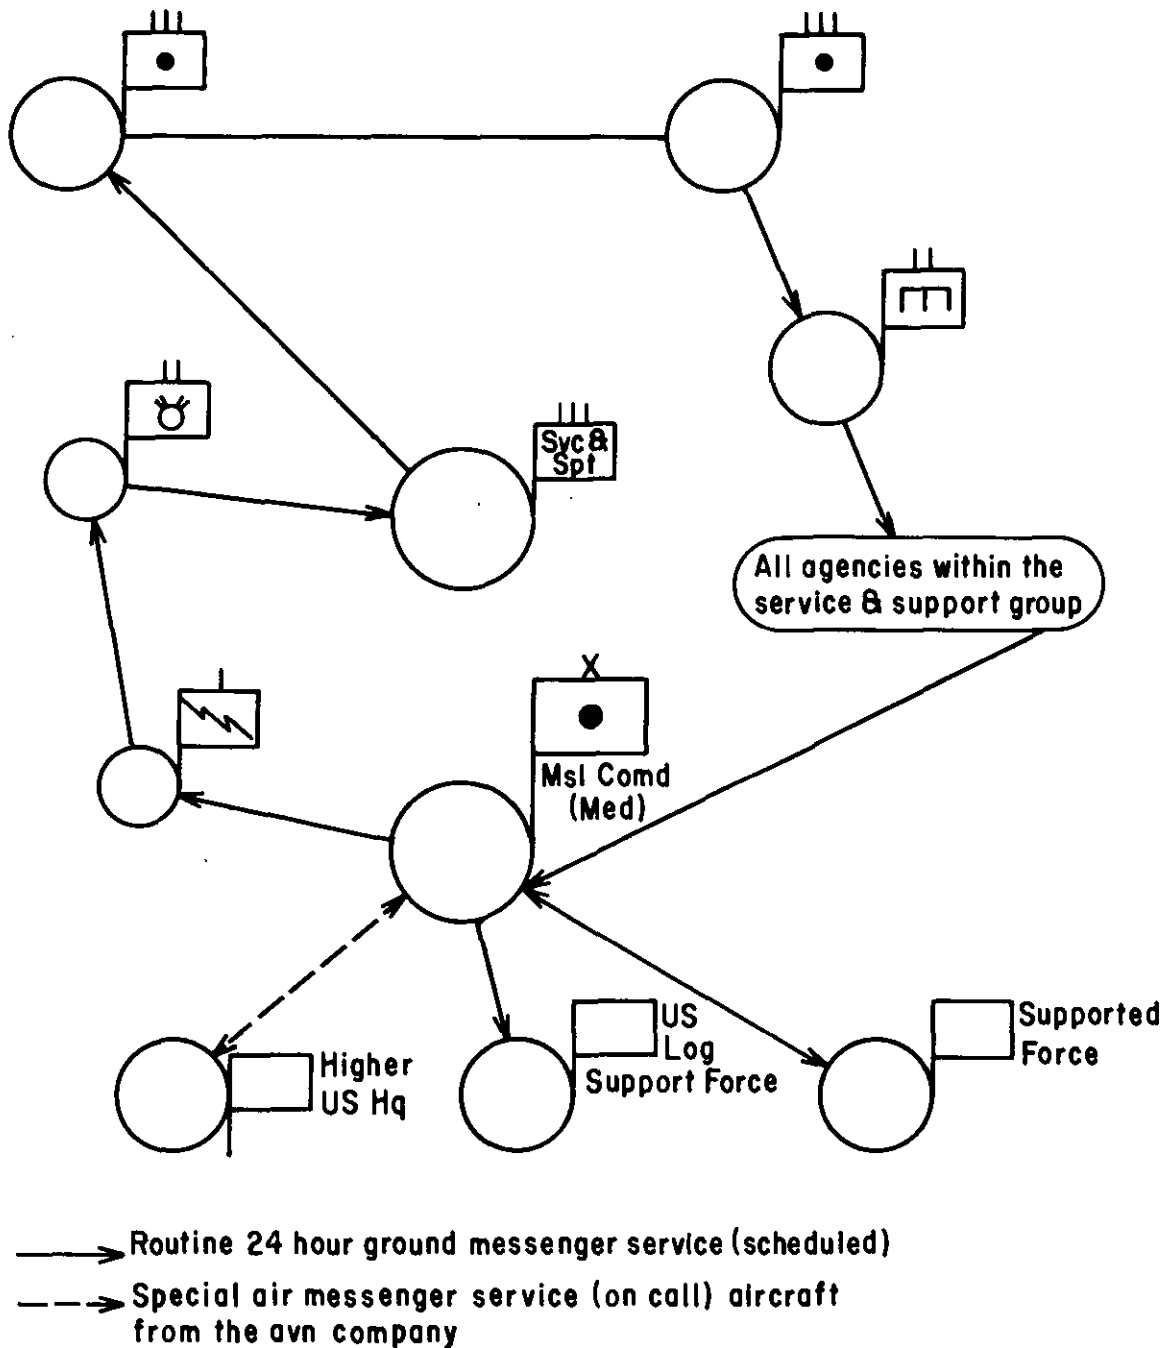 Svc &
Spt
All agencies within the
service & support group
X
Msl Comd
(Med)
Higher
US Hq
US
Log
Support Force
Supported
Force
Routine 24 hour ground messenger service (scheduled)
Special air messenger service (on call) aircraft
from the avn company